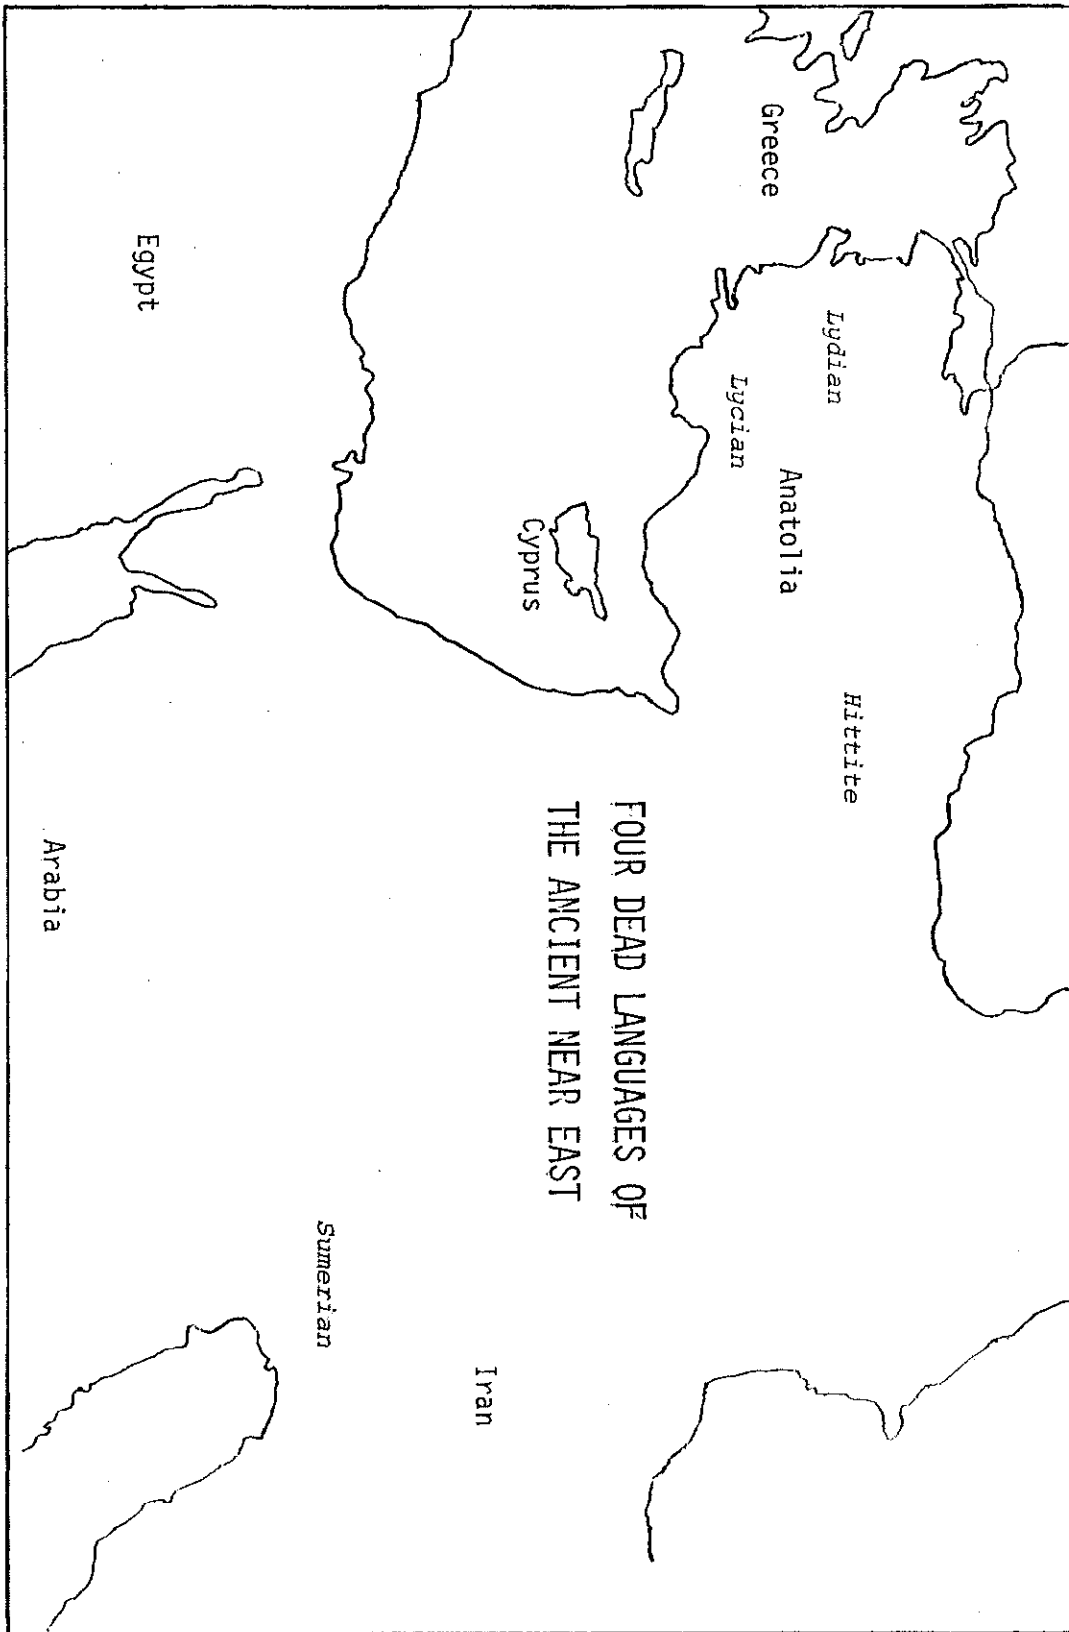 Greece
Lydian
Lycian
Anatolia
Hittite
Cyprus
FOUR DEAD LANGUAGES OF
THE ANCIENT NEAR EAST
Egypt
Arabia
Sumerian
Iran